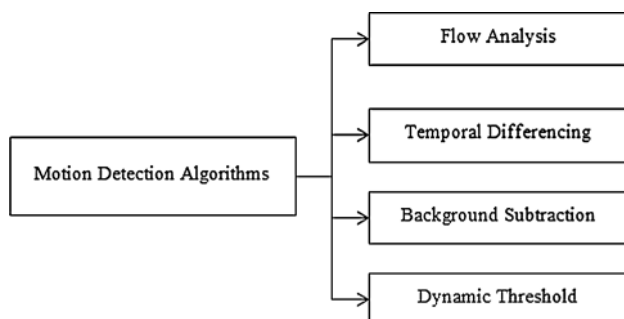 Flow Analysis
Temporal Differencing
Motion Detection Algorithms
Background Subtraction
Dynamic Threshold